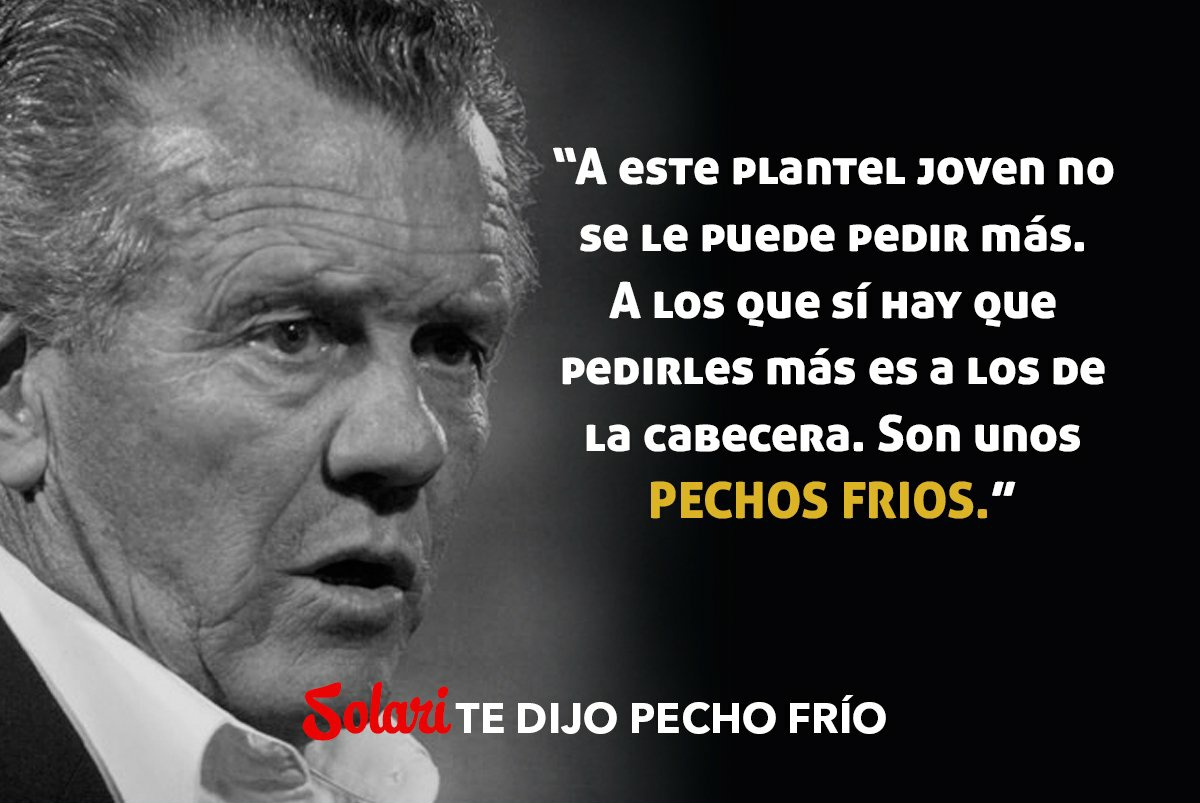 “A este plantel joven no
se le puede pedir más.
A los que sí hay que
pedirles más es a los de
la cabecera. Son unos
PECHOS FRIOS.”
Solari TE DIJO PECHO FRÍO